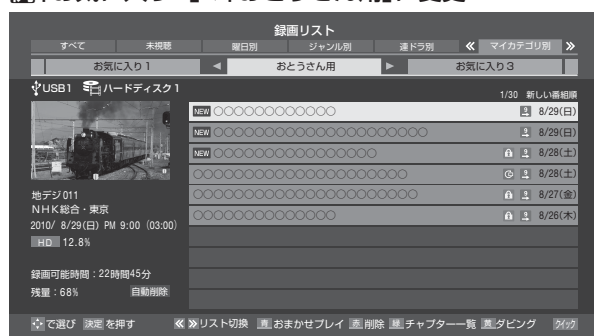 録画リスト
すべて 未視聴 曜日別 ジャンル別 連ドラ別 ≪ マイカテゴリ別 ≫
お気に入り1 ◀ おとうさん用 ▶ お気に入り3
USB1 ハードディスク1
1/30 新しい番組順
NEW ○○○○○○○○○○○○○ 8/29(日)
NEW ○○○○○○○○○○○○○○○○○○○○○○○ 8/29(日)
NEW ○○○○○○○○○○○○○○○○○ 8/28(土)
○○○○○○○○○○○○○○○○○○○○○○○ 8/28(土)
○○○○○○○○○○○○○○○○○○○○○○○○ 8/27(金)
○○○○○○○○○○○○○○○ 8/26(木)
地デジ011
NHK総合・東京
2010/ 8/29(日) PM 9:00 (03:00)
HD 12.8%
録画可能時間：22時間45分
残量：68% 自動削除
で選び 決定 を押す ≪ ≫リスト切換 青 おまかせプレイ 赤 削除 緑 チャプター一覧 黄 ダビング クイック